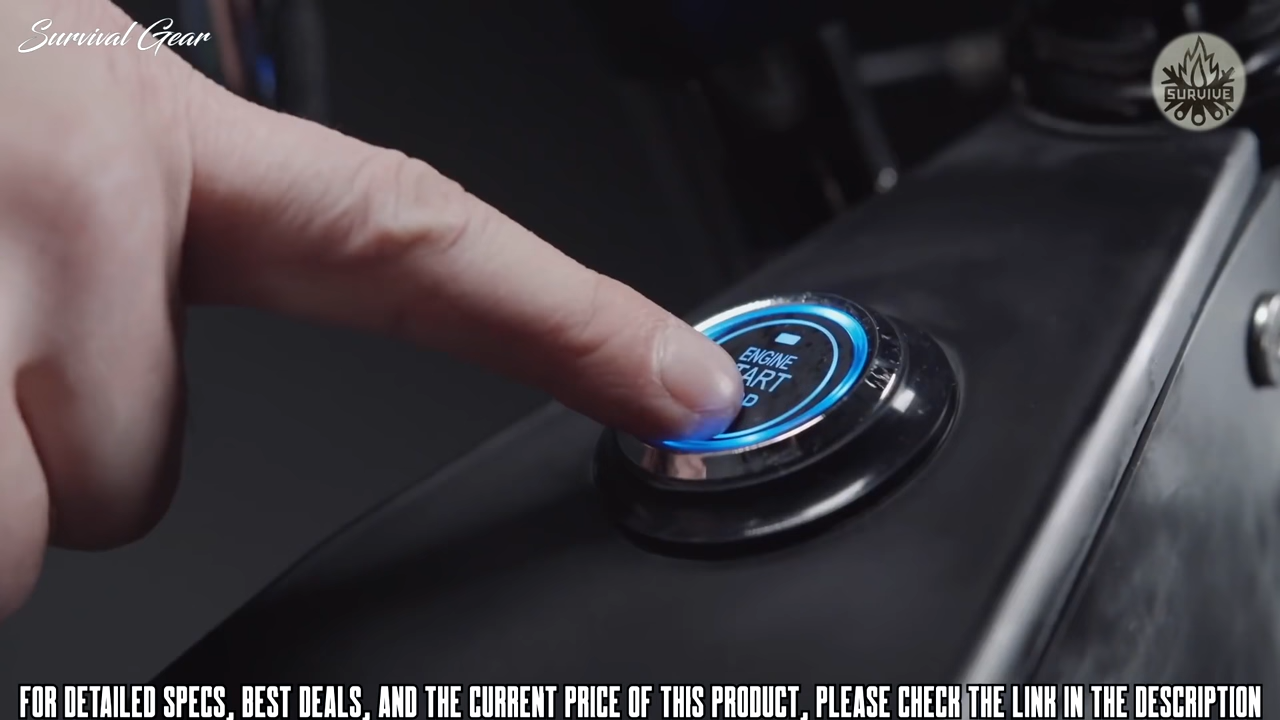 Survival Gear
SURVIVE
ENGINE
FOR DETAILED SPECS, BEST DEALS, AND THE CURRENT PRICE OF THIS PRODUCT, PLEASE CHECK THE LINK IN THE DESCRIPTION